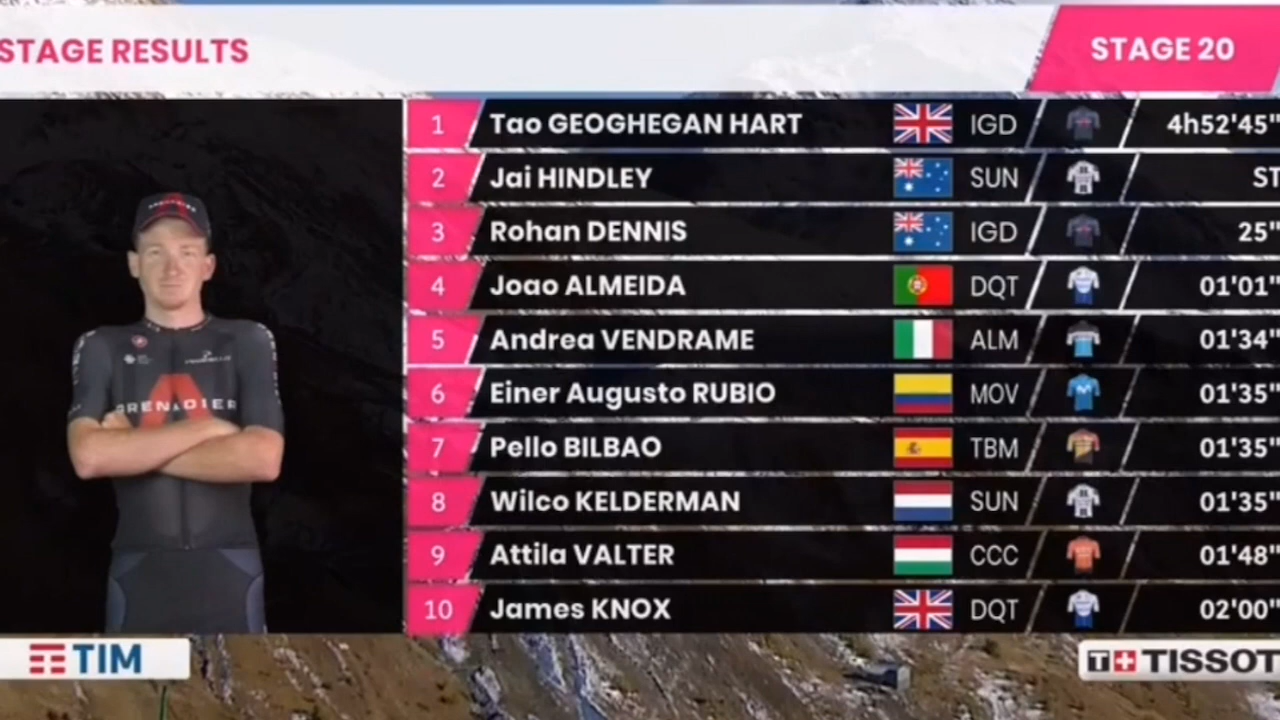 STAGE RESULTS
STAGE 20
1 Tao GEOGHEGAN HART IGD 4h52'45"
2 Jai HINDLEY SUN ST
3 Rohan DENNIS IGD 25"
4 Joao ALMEIDA DQT 01'01"
5 Andrea VENDRAME ALM 01'34"
6 Einer Augusto RUBIO MOV 01'35"
7 Pello BILBAO TBM 01'35"
8 Wilco KELDERMAN SUN 01'35"
9 Attila VALTER CCC 01'48"
10 James KNOX DQT 02'00"
GRENADIER
TIM
TISSOT